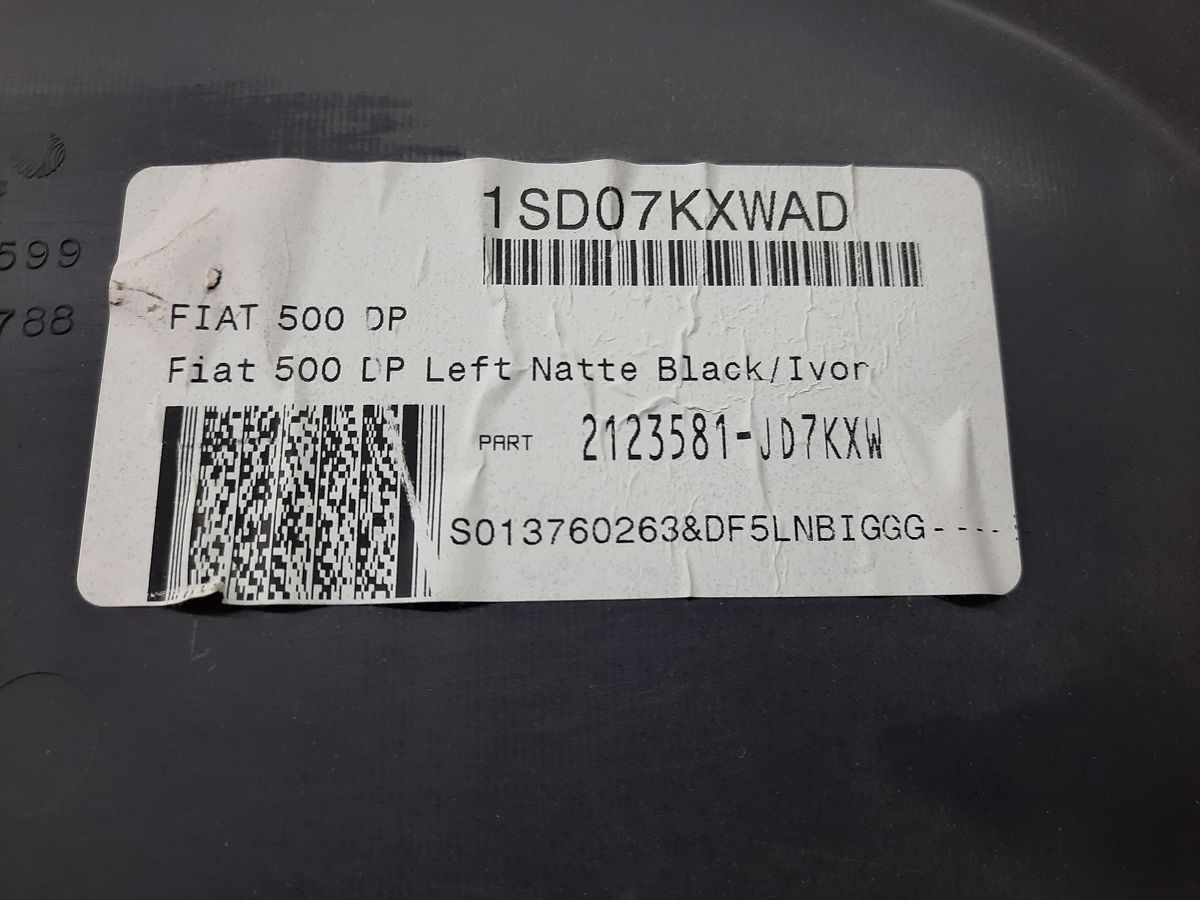 1SD07KXWAD
599
788
FIAT 500 DP
Fiat 500 DP Left Natte Black/Ivor
PART 2123581-JD7KXW
S013760263&DF5LNBIGGG----